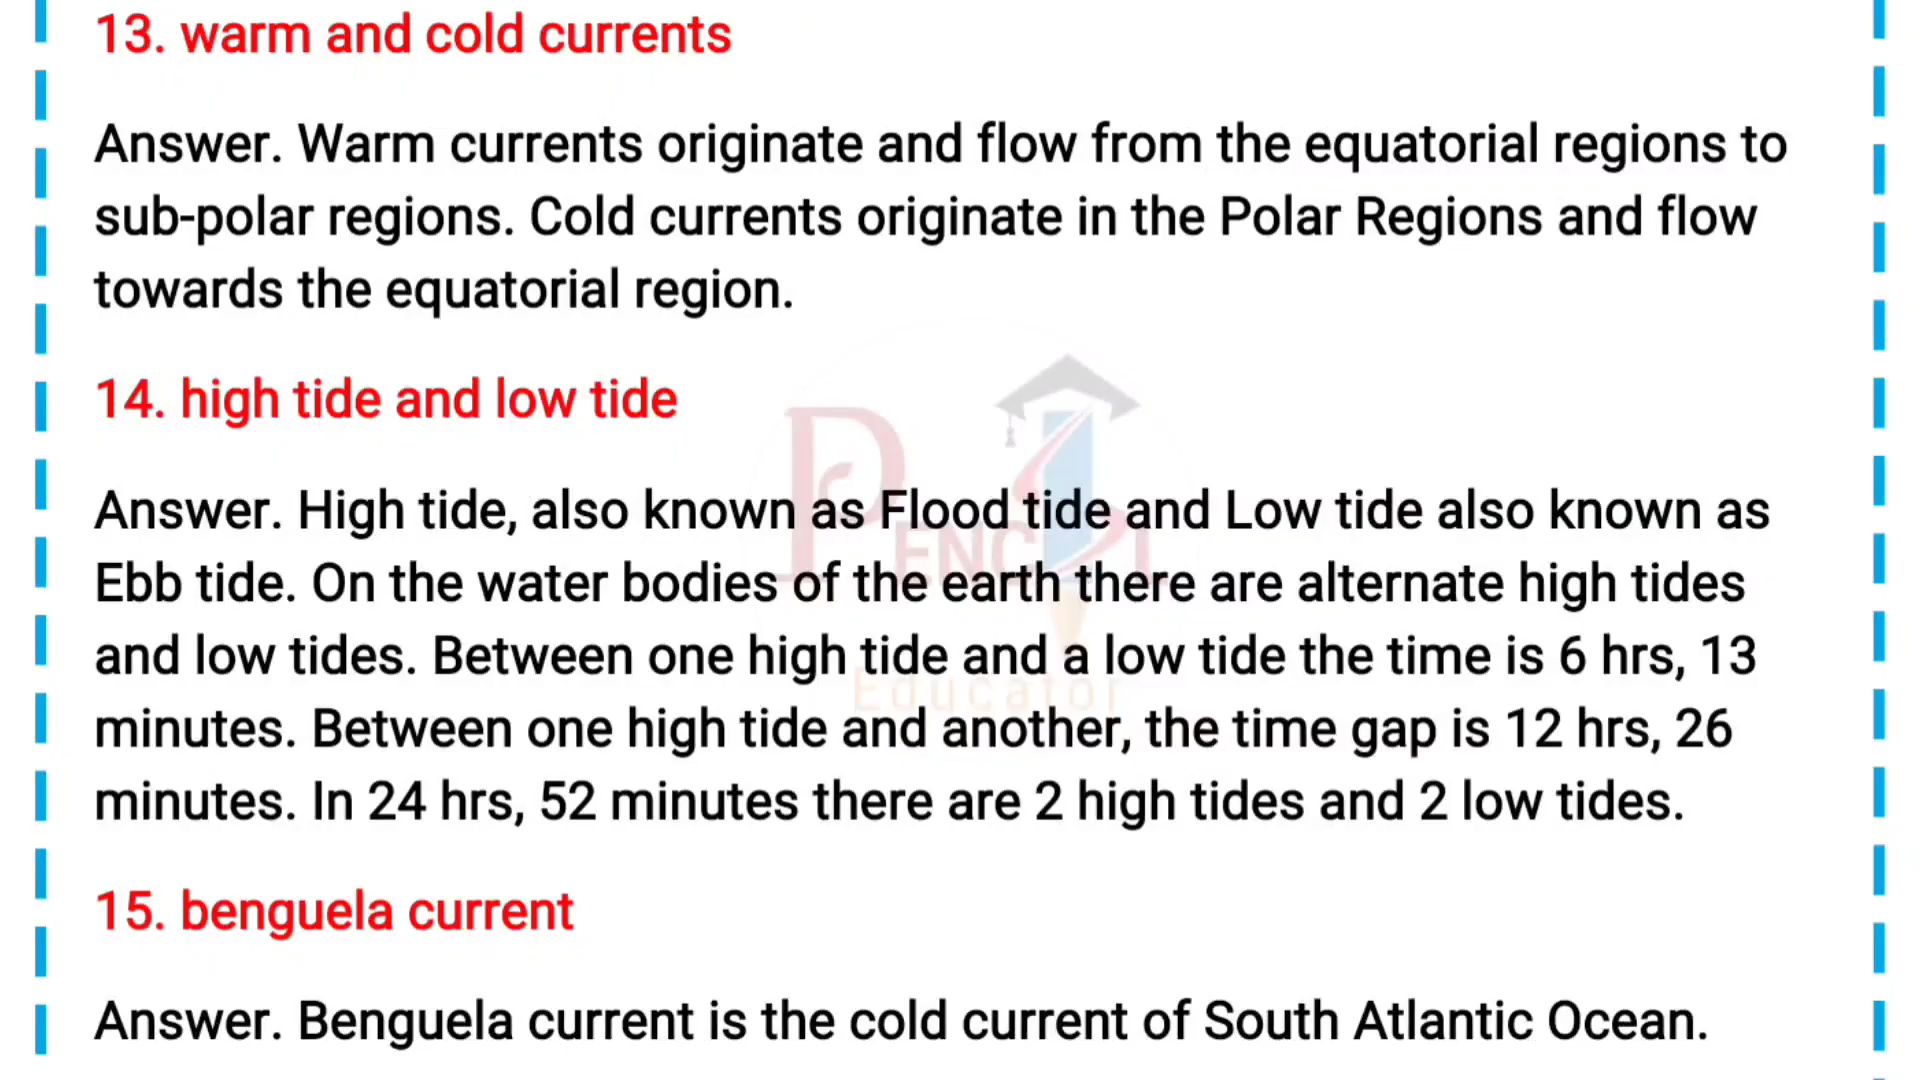 13. warm and cold currents
Answer. Warm currents originate and flow from the equatorial regions to
sub-polar regions. Cold currents originate in the Polar Regions and flow
towards the equatorial region.
14. high tide and low tide
Answer. High tide, also known as Flood tide and Low tide also known as
Ebb tide. On the water bodies of the earth there are alternate high tides
and low tides. Between one high tide and a low tide the time is 6 hrs, 13
minutes. Between one high tide and another, the time gap is 12 hrs, 26
minutes. In 24 hrs, 52 minutes there are 2 high tides and 2 low tides.
15. benguela current
Answer. Benguela current is the cold current of South Atlantic Ocean.
PENCIL
Educator